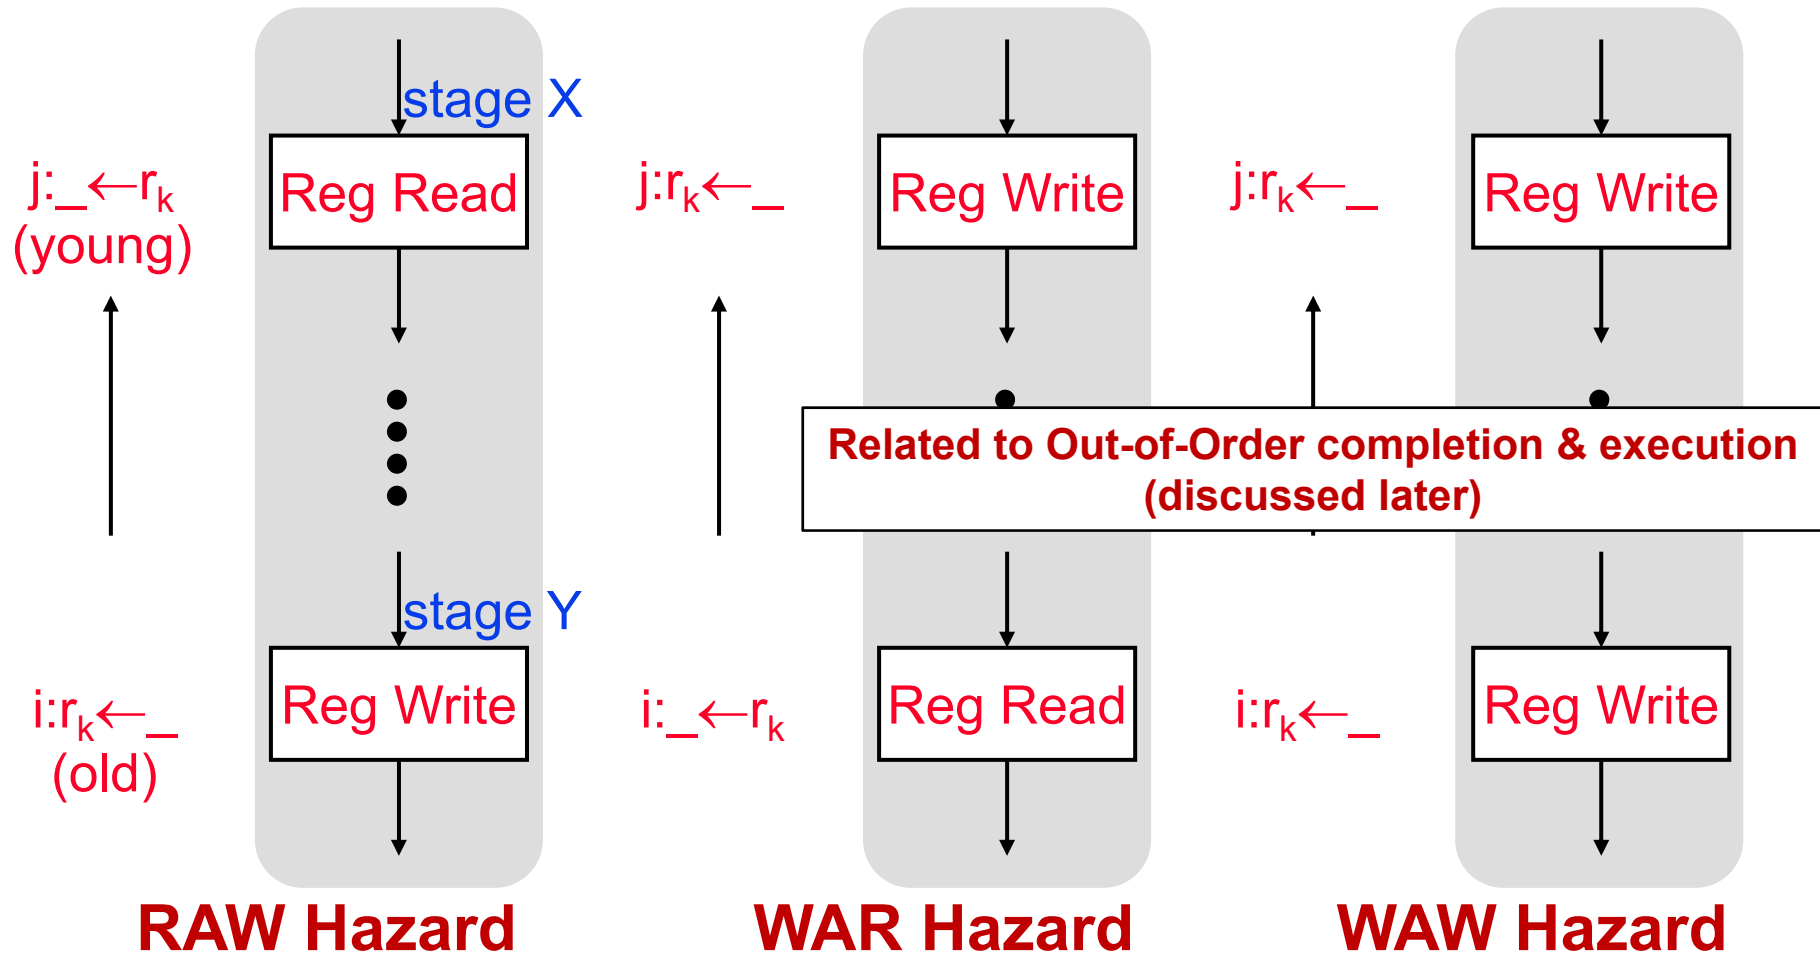 stage X
Reg Read
j:_←rk
(young)
stage Y
Reg Write
i:rk←_
(old)
RAW Hazard
Reg Write
j:rk←_
Reg Read
i:_←rk
WAR Hazard
Reg Write
j:rk←_
Reg Write
i:rk←_
WAW Hazard
Related to Out-of-Order completion & execution
(discussed later)